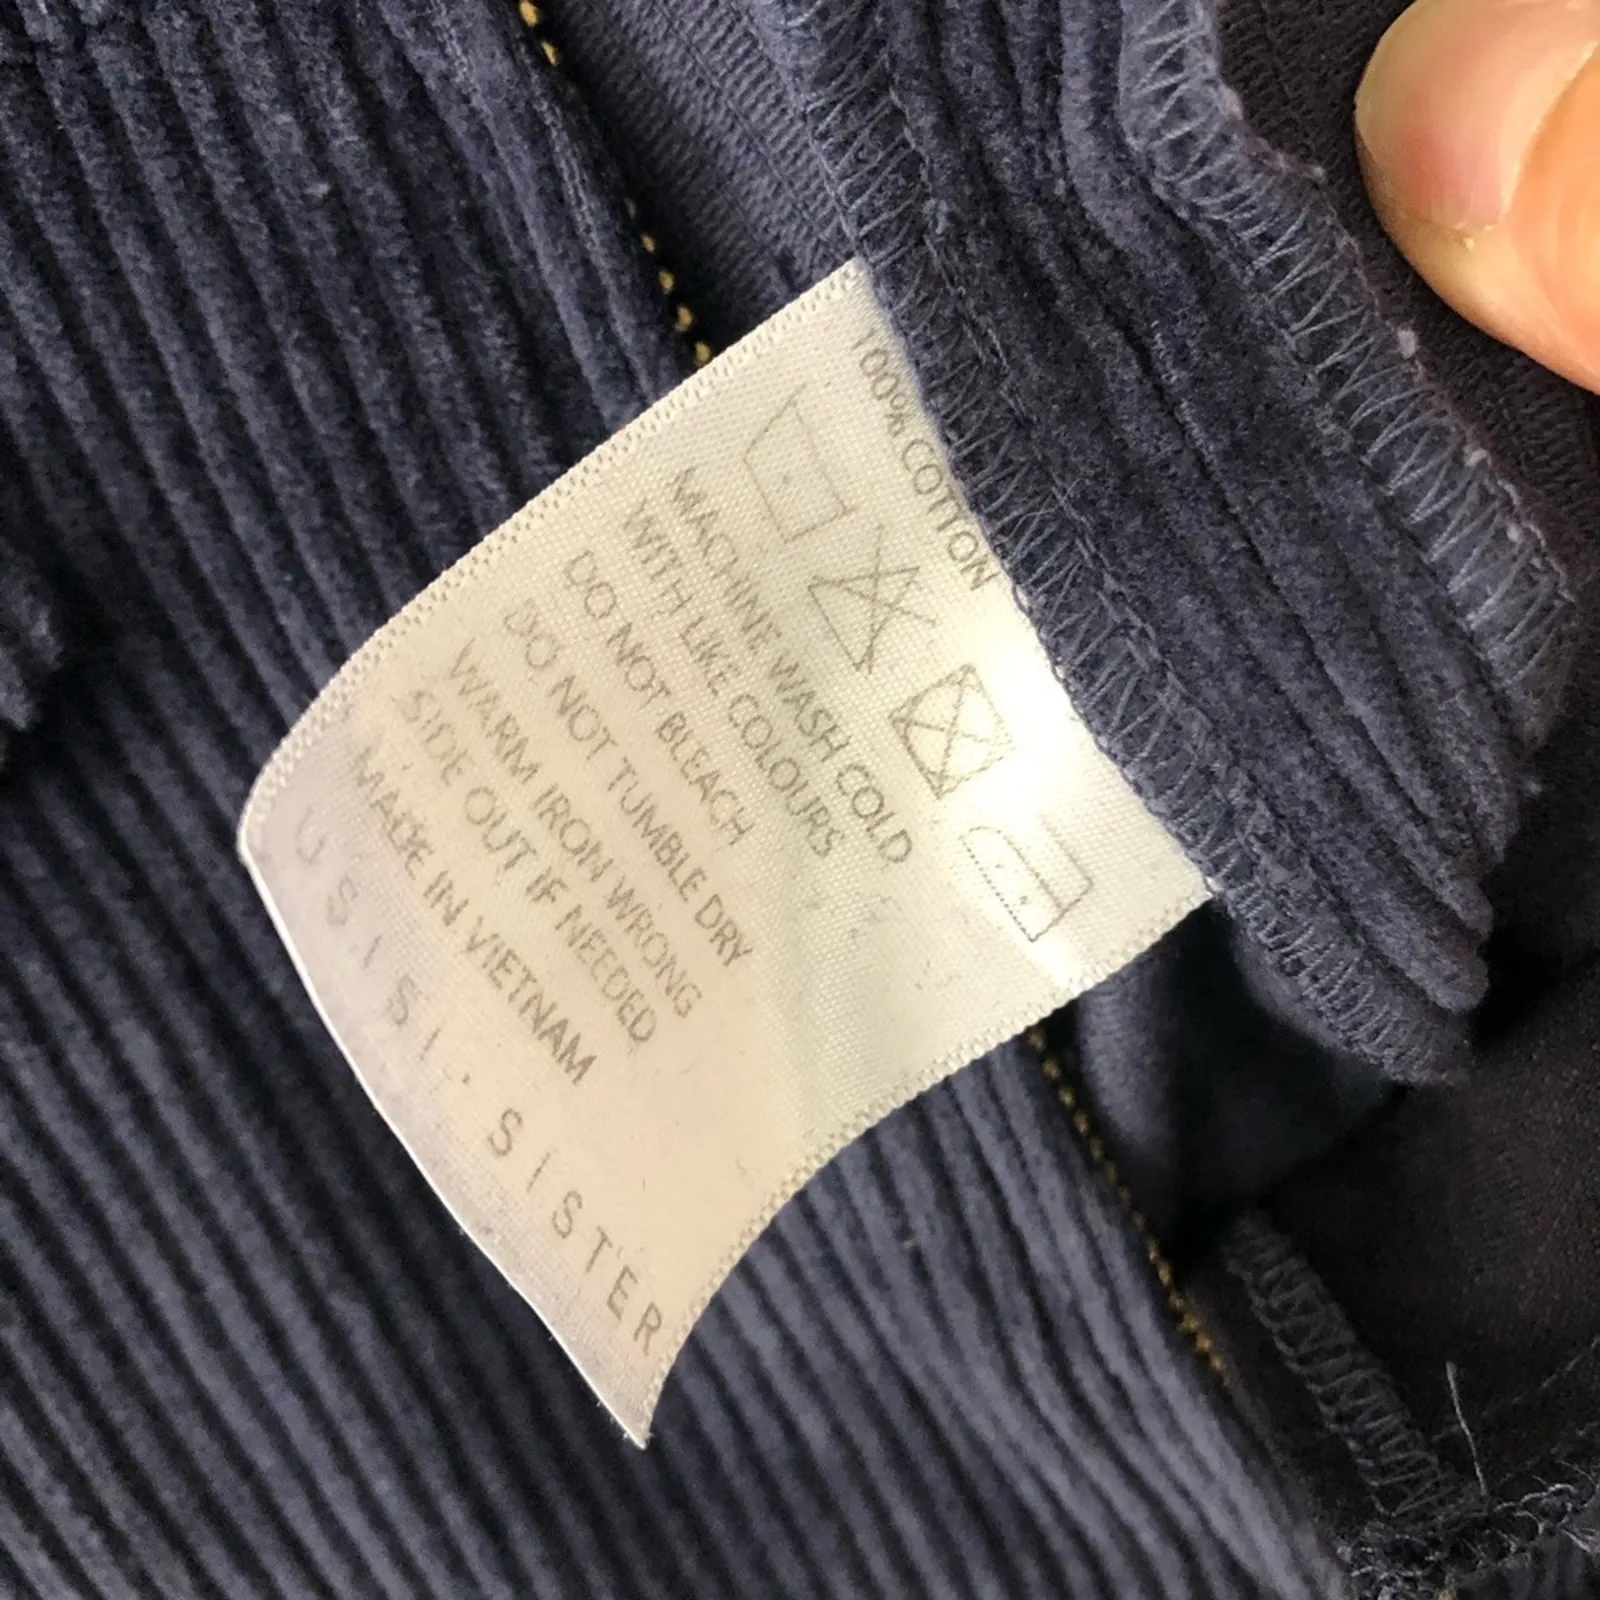 100% COTTON
MACHINE WASH COLD
WITH LIKE COLOURS
DO NOT BLEACH
DO NOT TUMBLE DRY
WARM IRON WRONG
SIDE OUT IF NEEDED
MADE IN VIETNAM
USISI SISTER